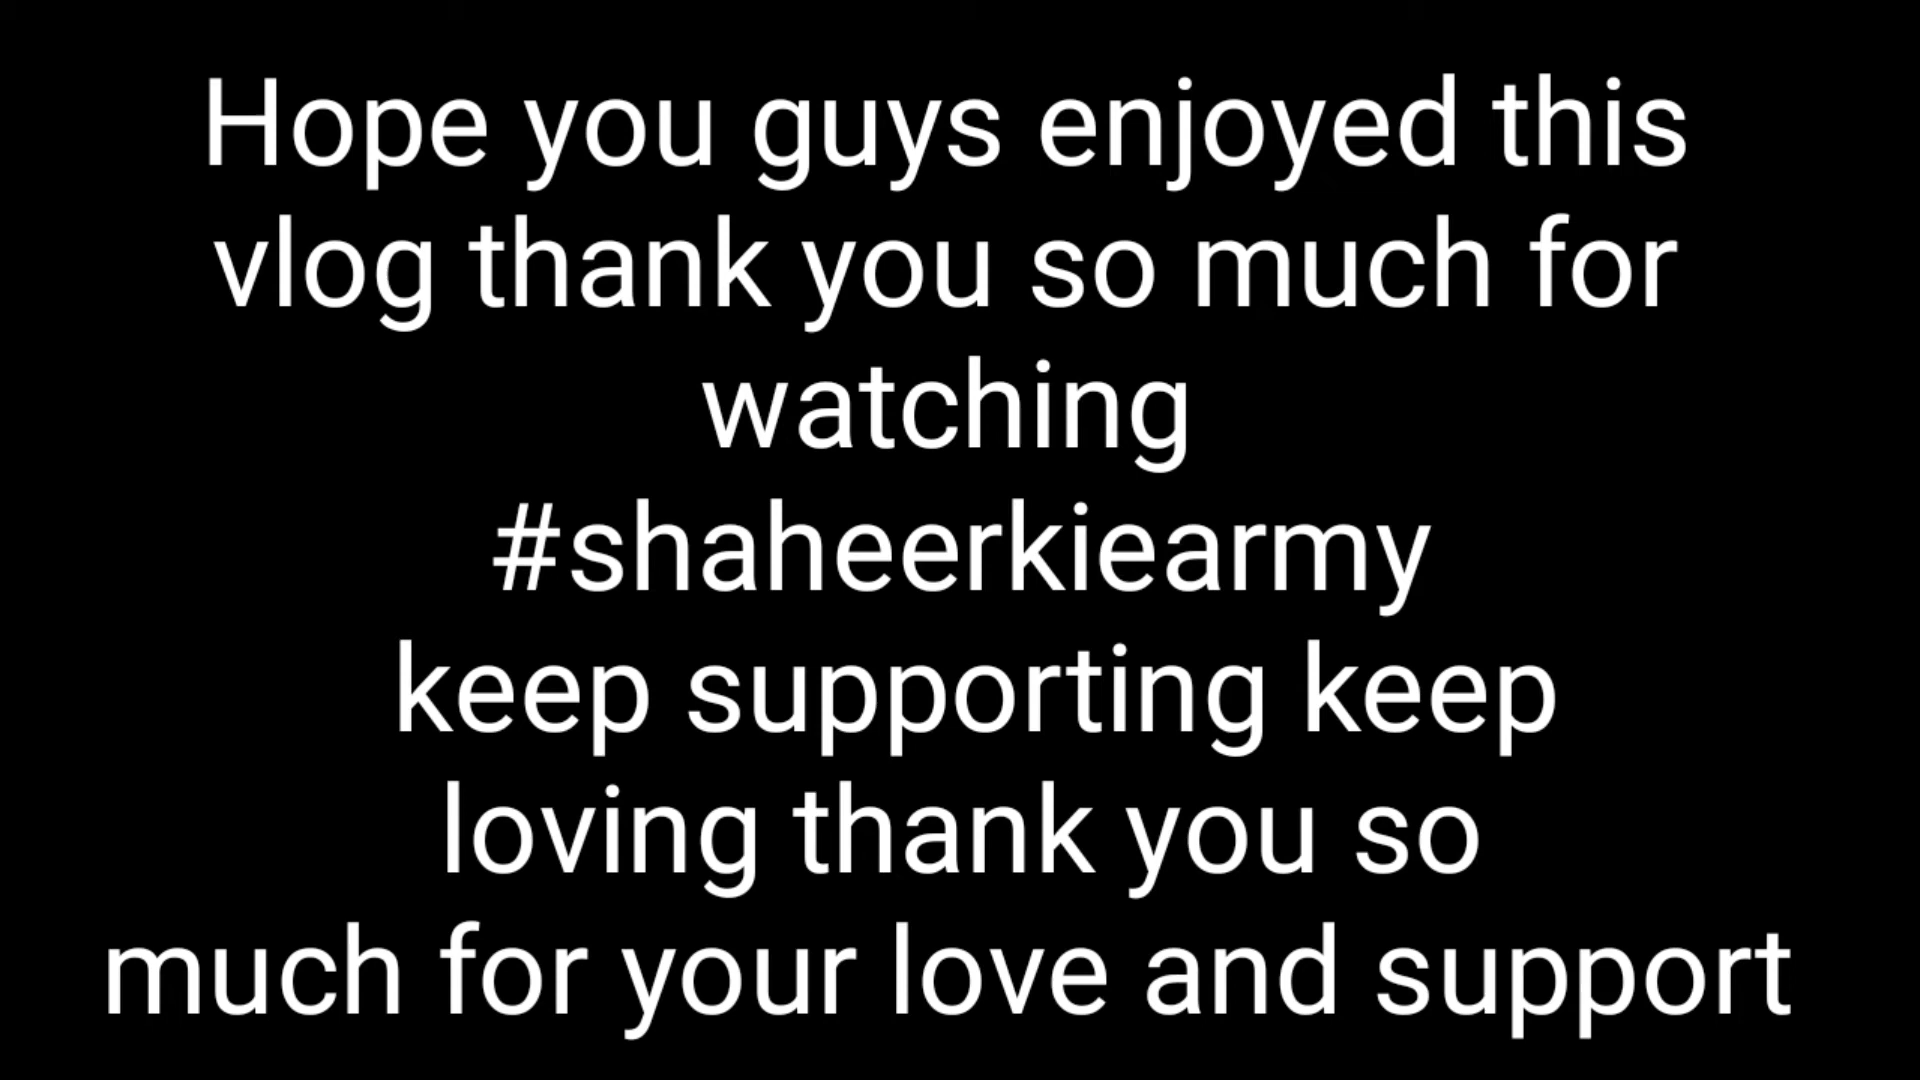 Hope you guys enjoyed this
vlog thank you so much for
watching
#shaheerkiearmy
keep supporting keep
loving thank you so
much for your love and support